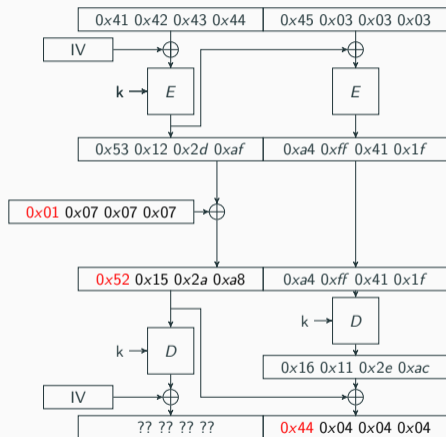 0x41 0x42 0x43 0x44 0x45 0x03 0x03 0x03
IV
k E E
0x53 0x12 0x2d 0xaf 0xa4 0xff 0x41 0x1f
0x01 0x07 0x07 0x07
0x52 0x15 0x2a 0xa8 0xa4 0xff 0x41 0x1f
k D
k D
0x16 0x11 0x2e 0xac
IV
?? ?? ?? ?? 0x44 0x04 0x04 0x04